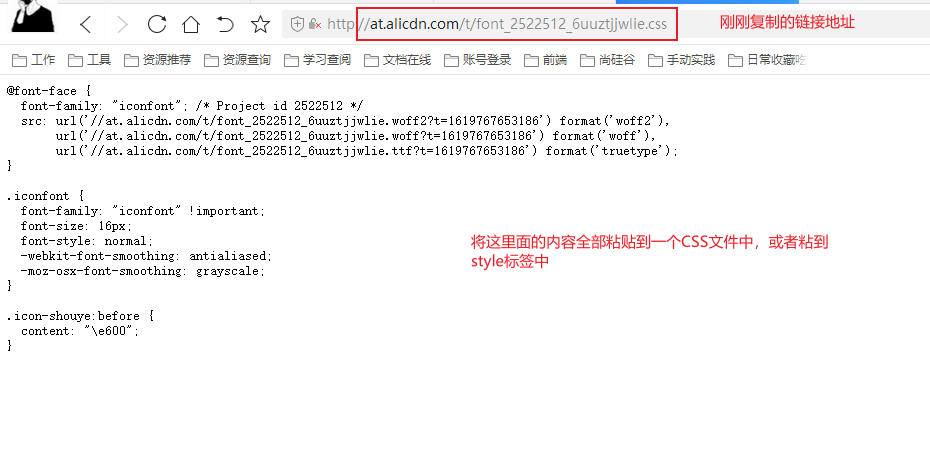 http://at.alicdn.com/t/font_2522512_6uuztjjwlie.css
刚刚复制的链接地址
工作 工具 资源推荐 资源查询 学习查阅 文档在线 账号登录 前端 尚硅谷 手动实践 日常收藏吃
@font-face {
  font-family: "iconfont"; /* Project id 2522512 */
  src: url('//at.alicdn.com/t/font_2522512_6uuztjjwlie.woff2?t=1619767653186') format('woff2'),
       url('//at.alicdn.com/t/font_2522512_6uuztjjwlie.woff?t=1619767653186') format('woff'),
       url('//at.alicdn.com/t/font_2522512_6uuztjjwlie.ttf?t=1619767653186') format('truetype');
}
.iconfont {
  font-family: "iconfont" !important;
  font-size: 16px;
  font-style: normal;
  -webkit-font-smoothing: antialiased;
  -moz-osx-font-smoothing: grayscale;
}
.icon-shouye:before {
  content: "\e600";
}
将这里面的内容全部粘贴到一个CSS文件中，或者粘到
style标签中